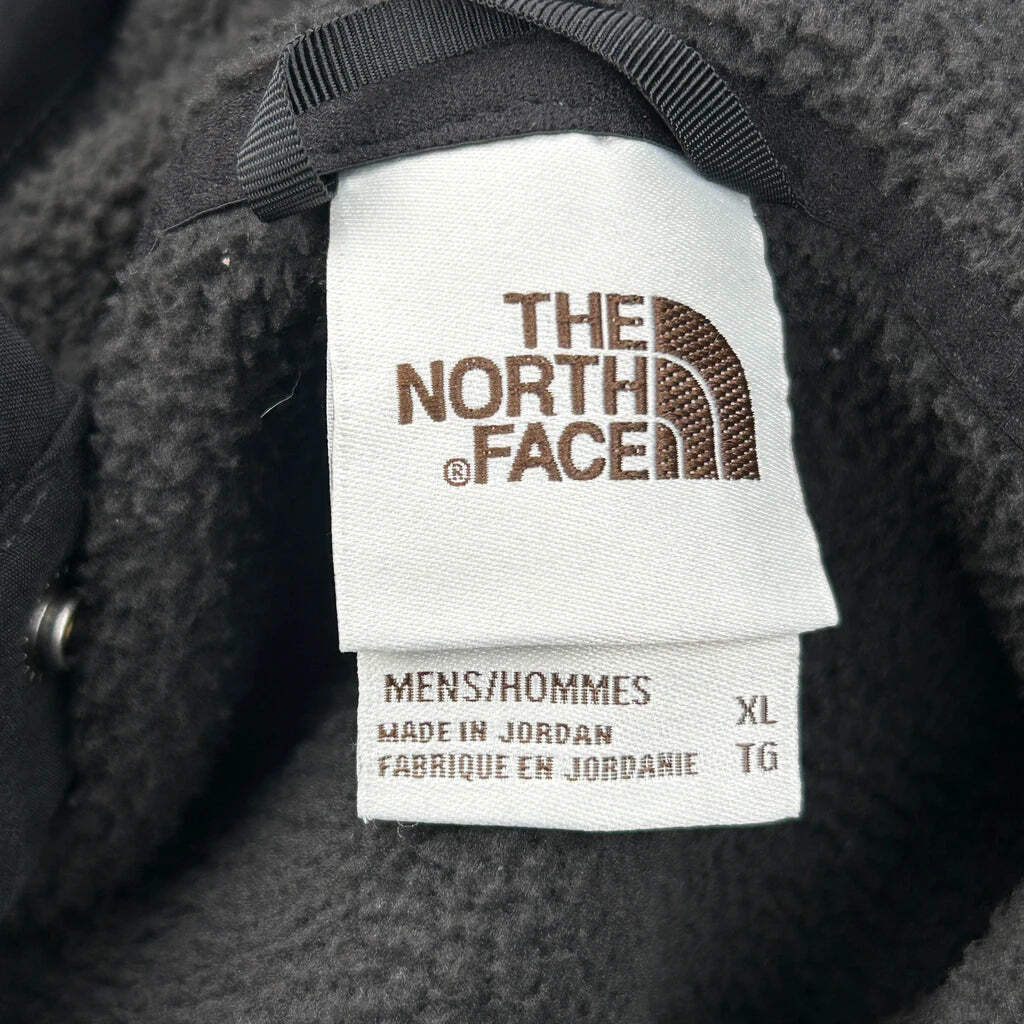 THE
NORTH
FACE
®
MENS/HOMMES
MADE IN JORDAN
FABRIQUE EN JORDANIE
XL
TG